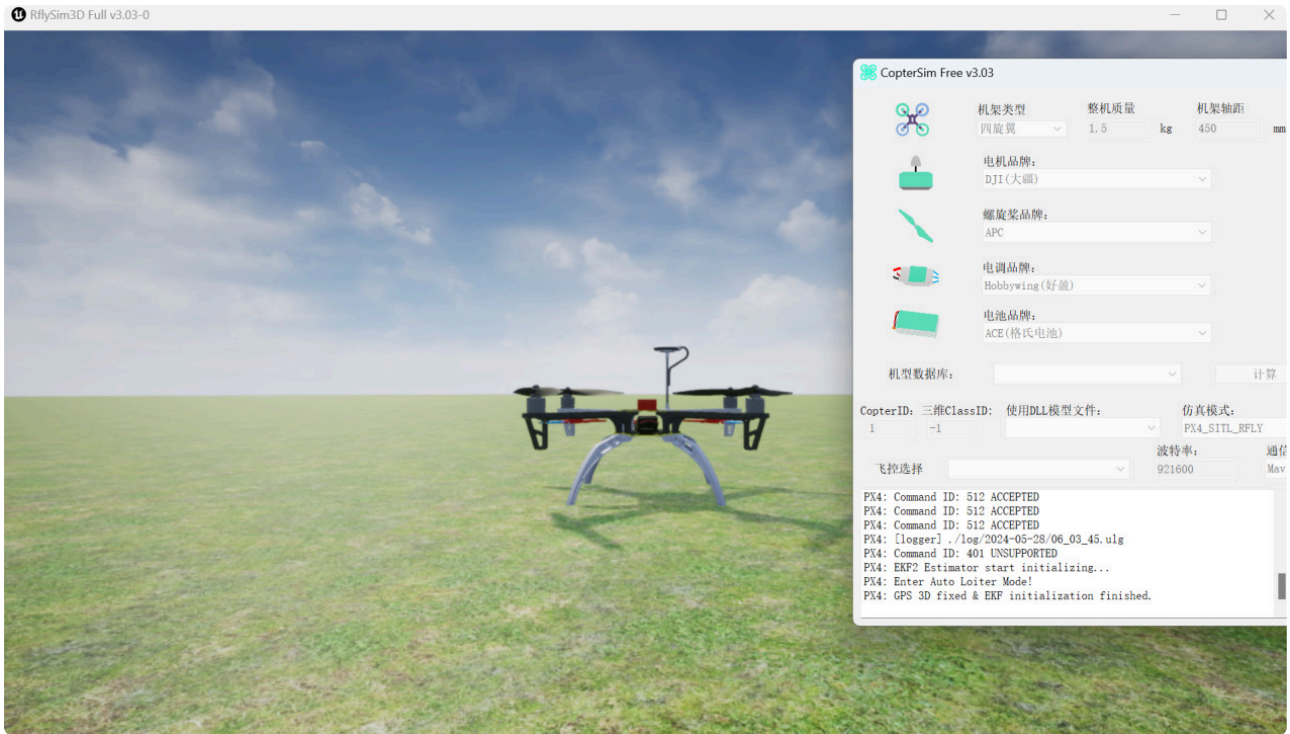 RflySim3D Full v3.03-0
CopterSim Free v3.03
机架类型 整机质量 机架轴距
四旋翼 1.5 kg 450 mm
电机品牌:
DJI(大疆)
螺旋桨品牌:
APC
电调品牌:
Hobbywing(好盈)
电池品牌:
ACE(格氏电池)
机型数据库: 计算
CopterID: 三维ClassID: 使用DLL模型文件: 仿真模式:
1 -1 PX4_SITL_RFLY
波特率: 通信
飞控选择 921600 Mav
PX4: Command ID: 512 ACCEPTED
PX4: Command ID: 512 ACCEPTED
PX4: Command ID: 512 ACCEPTED
PX4: [logger] ./log/2024-05-28/06_03_45.ulg
PX4: Command ID: 401 UNSUPPORTED
PX4: EKF2 Estimator start initializing...
PX4: Enter Auto Loiter Mode!
PX4: GPS 3D fixed & EKF initialization finished.